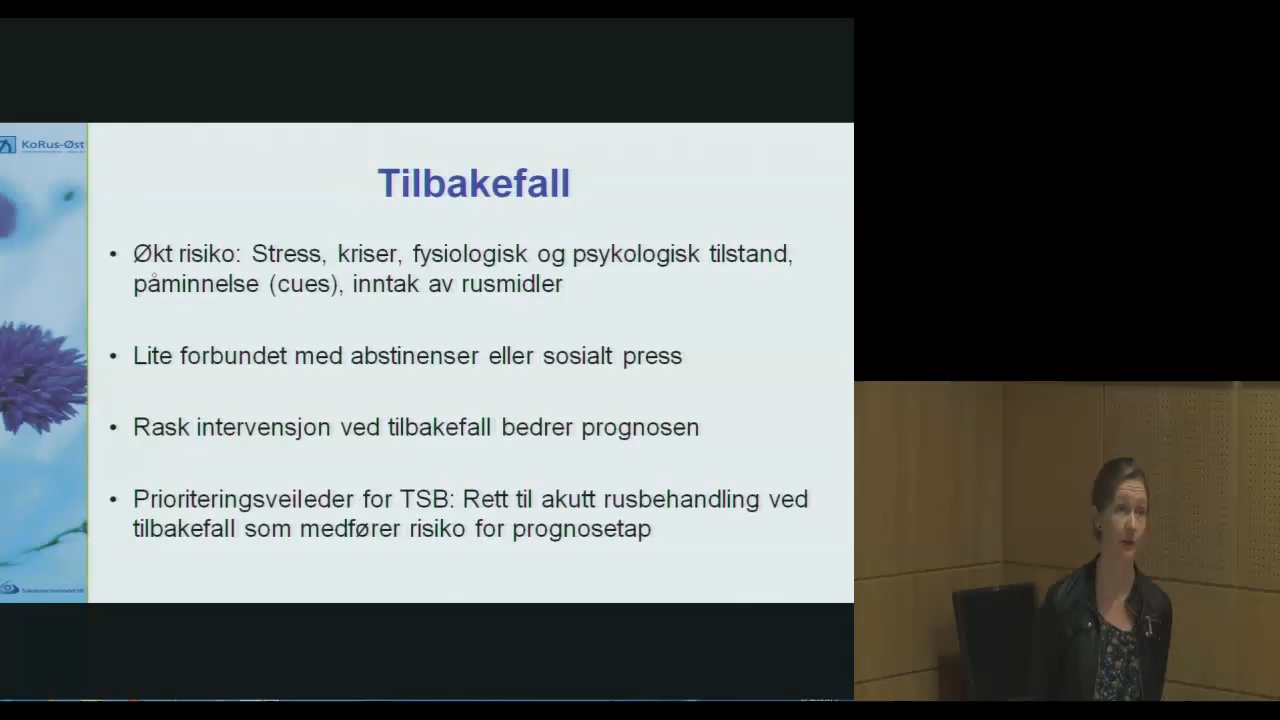 KoRus-Øst
Tilbakefall
• Økt risiko: Stress, kriser, fysiologisk og psykologisk tilstand,
påminnelse (cues), inntak av rusmidler
• Lite forbundet med abstinenser eller sosialt press
• Rask intervensjon ved tilbakefall bedrer prognosen
• Prioriteringsveileder for TSB: Rett til akutt rusbehandling ved
tilbakefall som medfører risiko for prognosetap